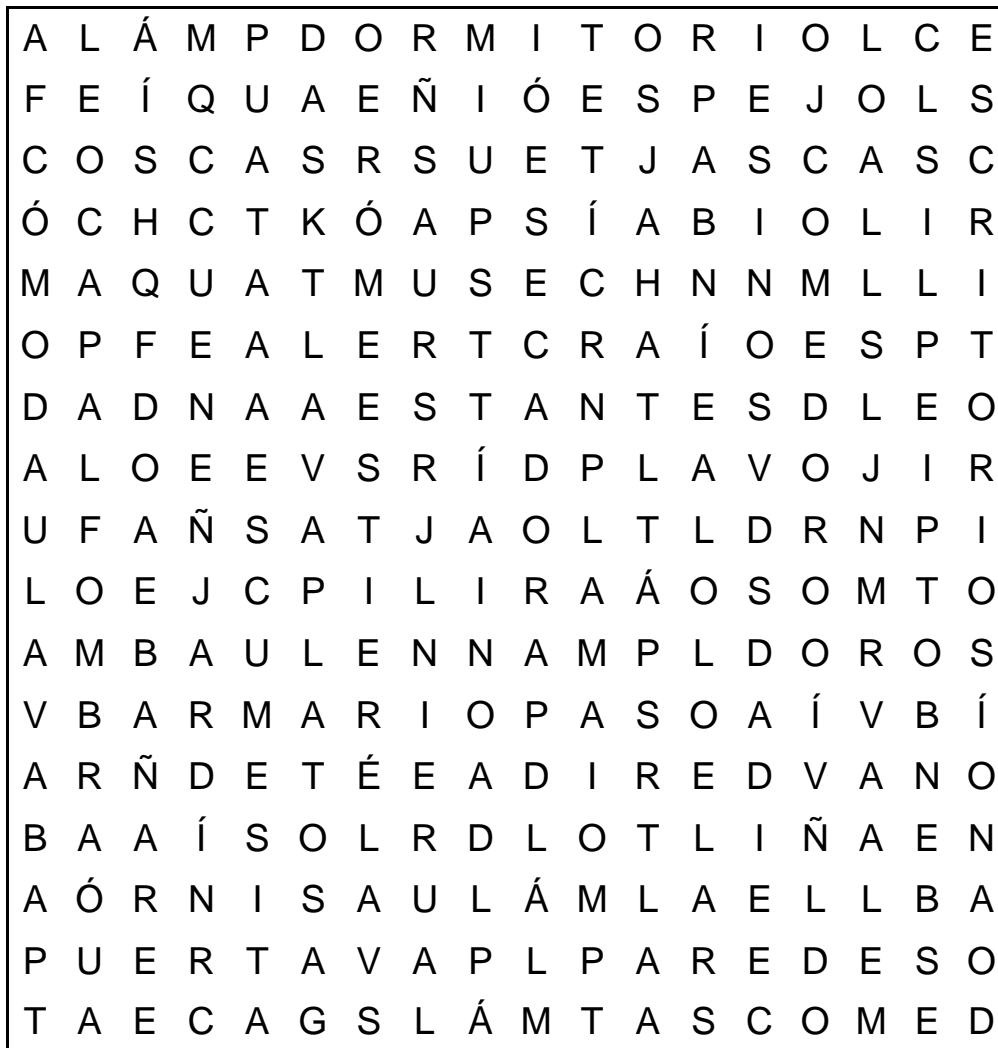 A L Á M P D O R M I T O R I O L C E
F E Í Q U A E Ñ I Ó E S P E J O L S
C O S C A S R S U E T J A S C A S C
Ó C H C T K Ó A P S Í A B I O L I R
M A Q U A T M U S E C H N N M L L I
O P F E A L E R T C R A Í O E S P T
D A D N A A E S T A N T E S D L E O
A L O E E V S R Í D P L A V O J I R
U F A Ñ S A T J A O L T L D R N P I
L O E J C P I L I R A Á O S O M T O
A M B A U L E N N A M P L D O R O S
V B A R M A R I O P A S O A Í V B Í
A R Ñ D E T É E A D I R E D V A N O
B A A Í S O L R D L O T L I Ñ A E N
A Ó R N I S A U L Á M L A E L L B A
P U E R T A V A P L P A R E D E S O
T A E C A G S L Á M T A S C O M E D